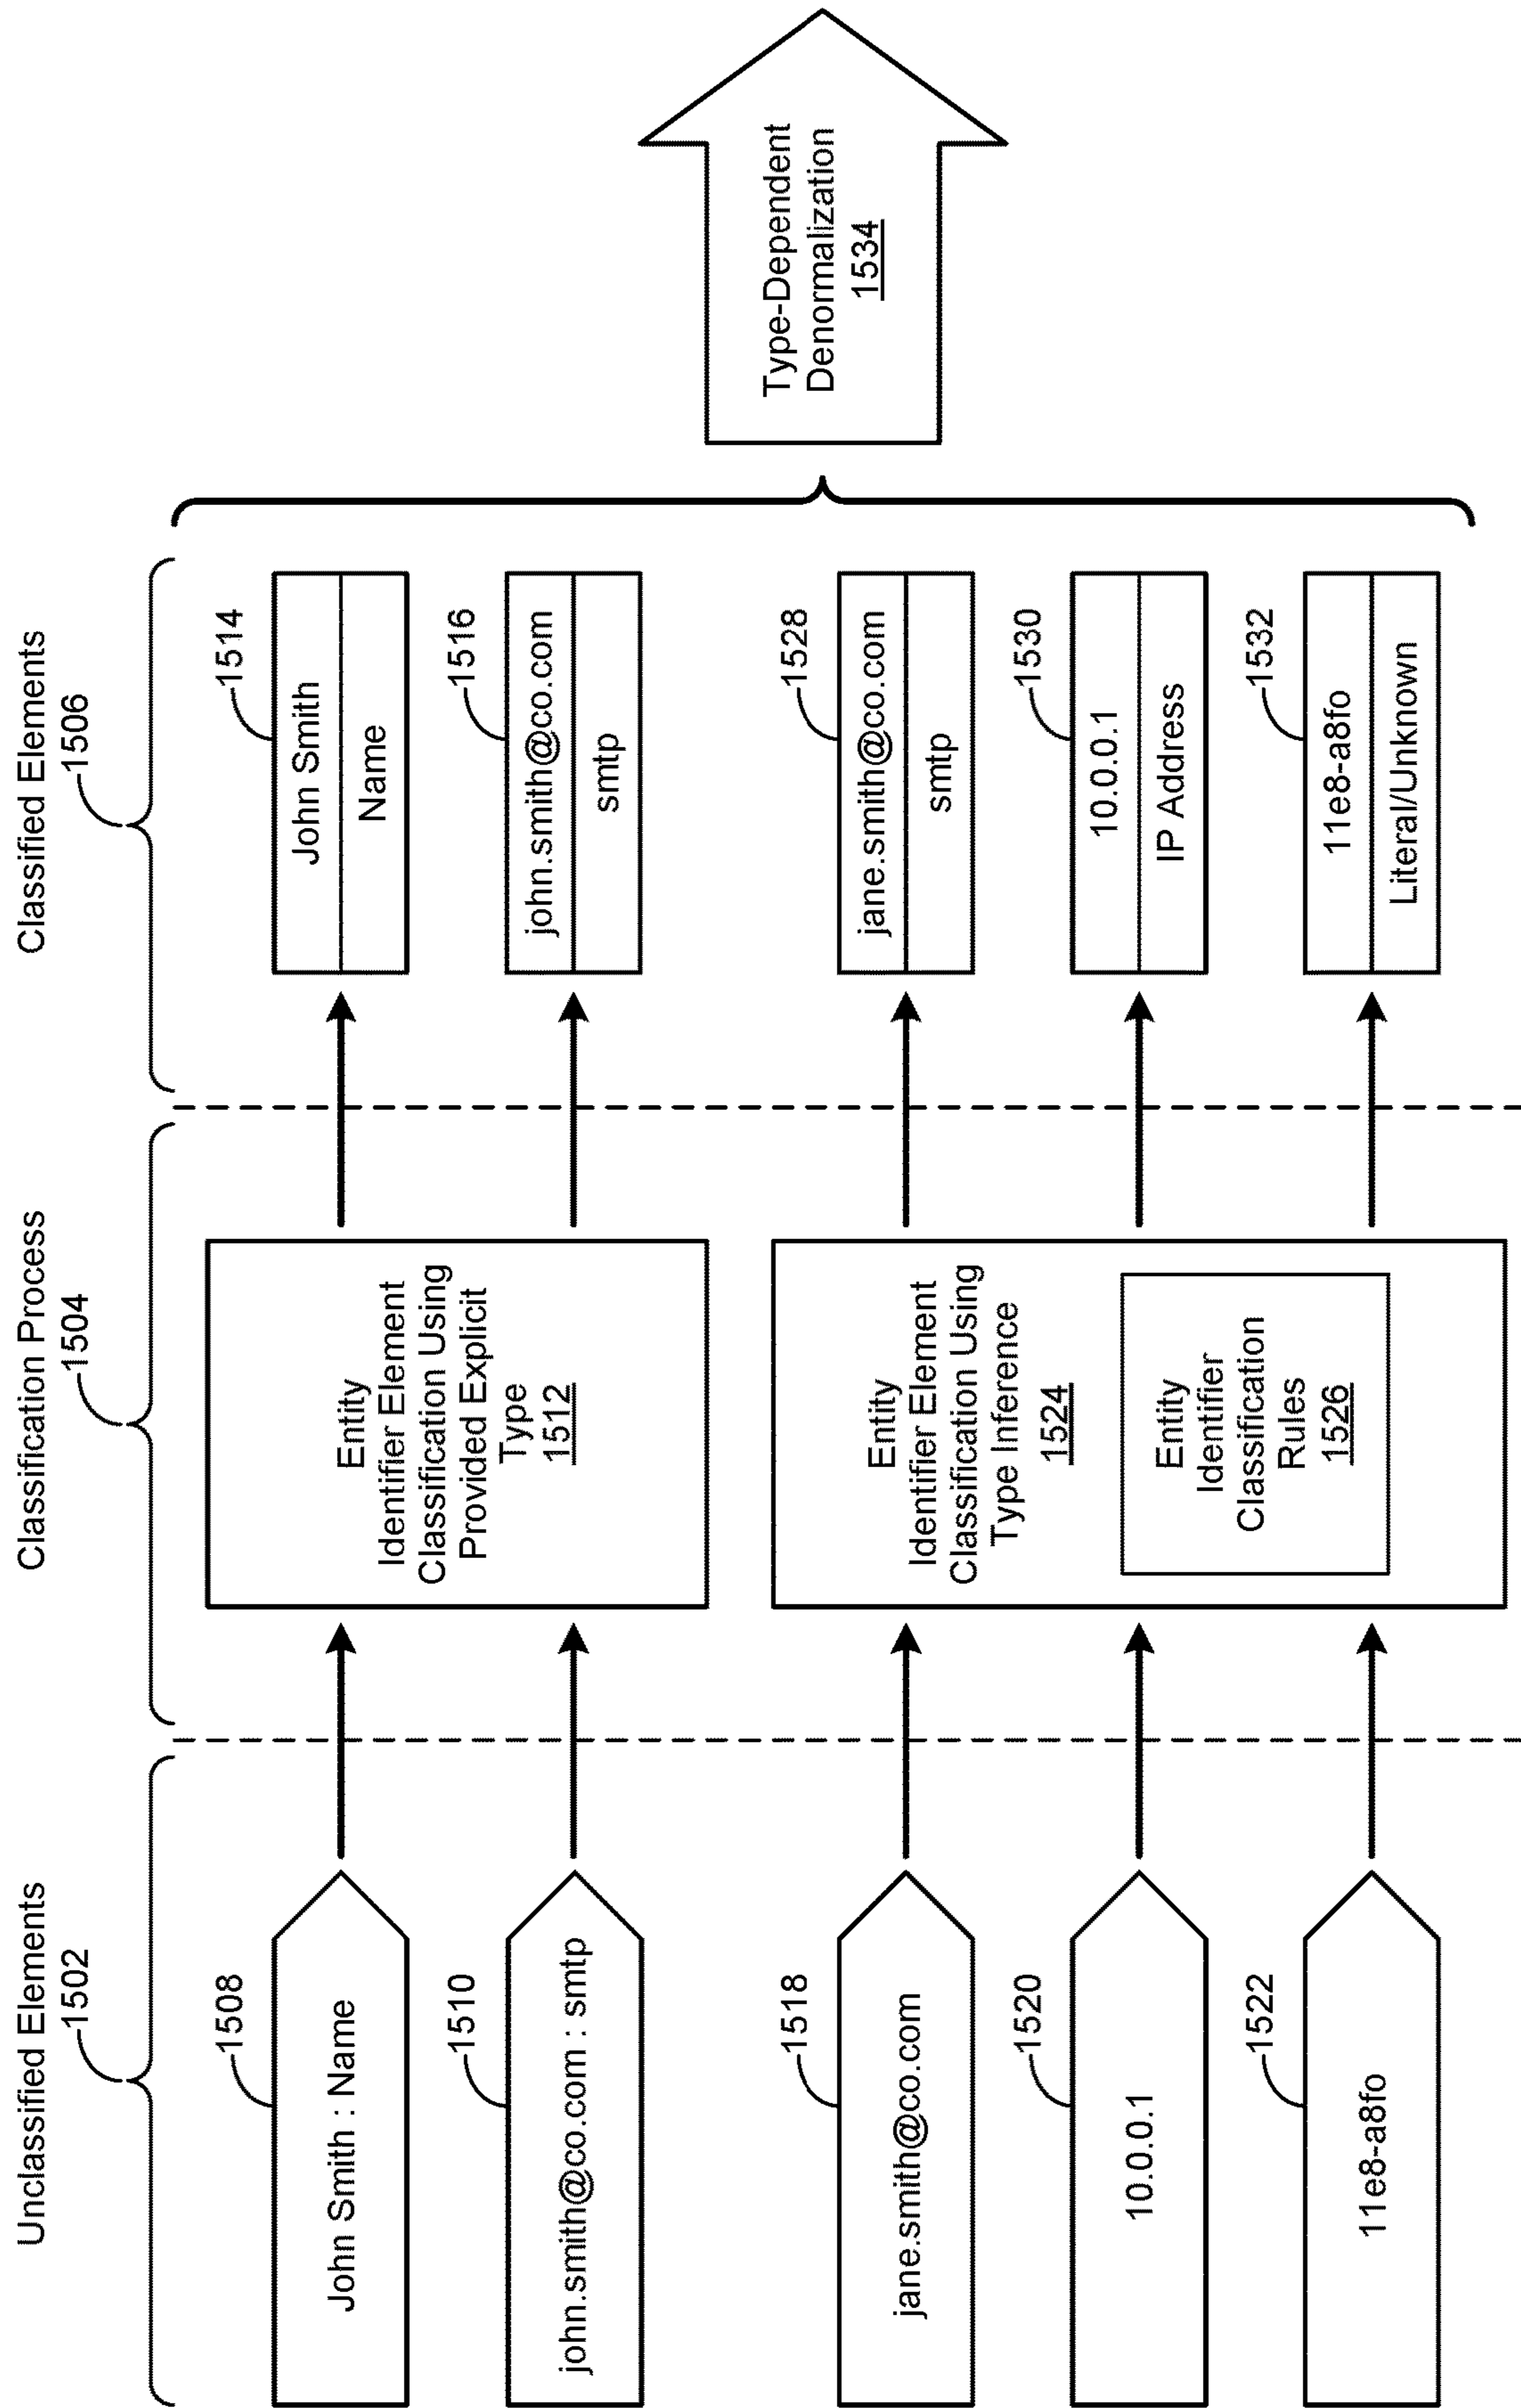 Unclassified Elements
1502
Classification Process
1504
Classified Elements
1506
1508
John Smith : Name
1510
john.smith@co.com : smtp
Entity
Identifier Element
Classification Using
Provided Explicit
Type
1512
1514
John Smith
Name
1516
john.smith@co.com
smtp
1518
jane.smith@co.com
1520
10.0.0.1
1522
11e8-a8fo
Entity
Identifier Element
Classification Using
Type Inference
1524
Entity
Identifier
Classification
Rules
1526
1528
jane.smith@co.com
smtp
1530
10.0.0.1
IP Address
1532
11e8-a8fo
Literal/Unknown
Type-Dependent
Denormalization
1534